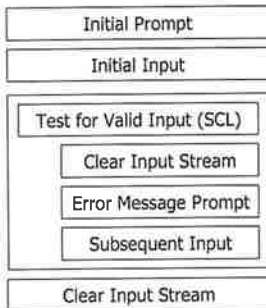 Initial Prompt
Initial Input
Test for Valid Input (SCL)
Clear Input Stream
Error Message Prompt
Subsequent Input
Clear Input Stream